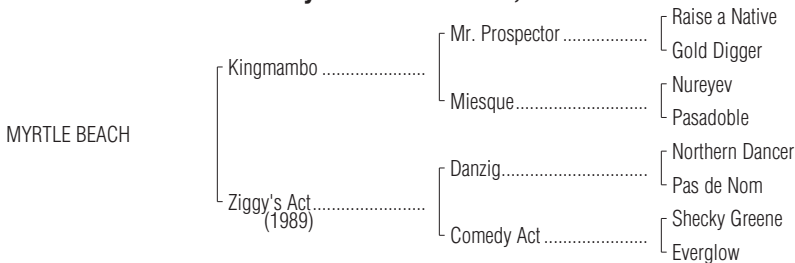 Raise a Native
Mr. Prospector
Gold Digger
Kingmambo
Nureyev
Miesque
Pasadoble
MYRTLE BEACH
Northern Dancer
Danzig
Pas de Nom
Ziggy's Act
(1989)
Shecky Greene
Comedy Act
Everglow